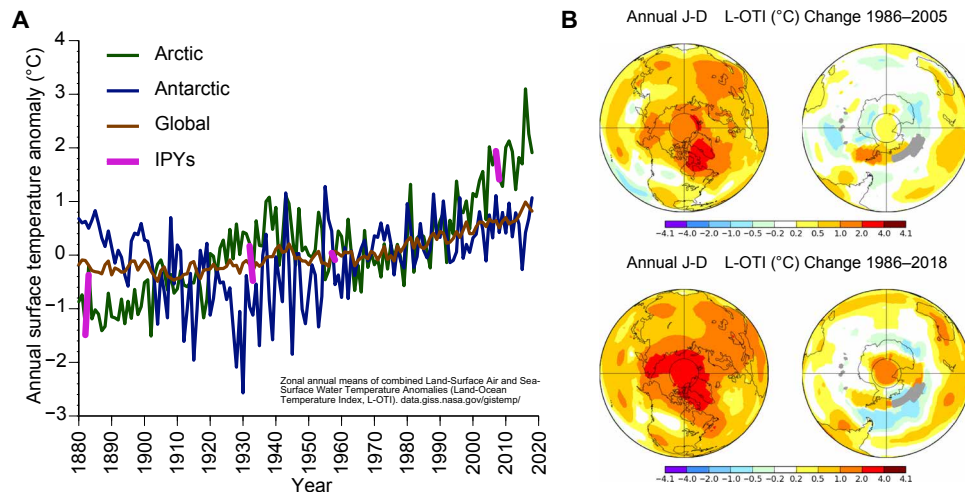 A
Annual surface temperature anomaly (°C)
4
3
2
1
0
−1
−2
−3
Arctic
Antarctic
Global
IPYs
Zonal annual means of combined Land-Surface Air and Sea-
Surface Water Temperature Anomalies (Land-Ocean
Temperature Index, L-OTI). data.giss.nasa.gov/gistemp/
1880
1890
1900
1910
1920
1930
1940
1950
1960
1970
1980
1990
2000
2010
2020
Year
B
Annual J-D L-OTI (°C) Change 1986–2005
−4.1 −4.0 −2.0 −1.0 −0.5 −0.2 0.2 0.5 1.0 2.0 4.0 4.1
Annual J-D L-OTI (°C) Change 1986–2018
−4.1 −4.0 −2.0 −1.0 −0.5 −0.2 0.2 0.5 1.0 2.0 4.0 4.1